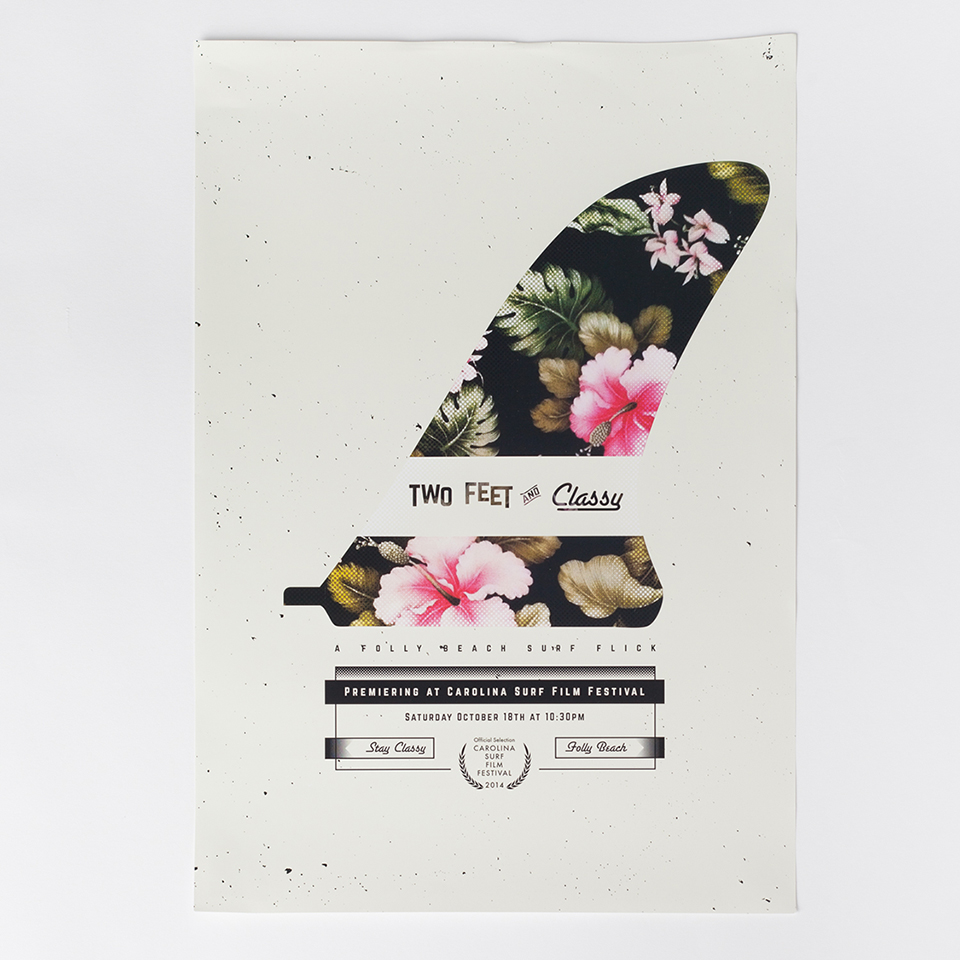 TWO FEET AND Classy
A FOLLY BEACH SURF FLICK
PREMIERING AT CAROLINA SURF FILM FESTIVAL
SATURDAY OCTOBER 18TH AT 10:30PM
Stay Classy
Folly Beach
Official Selection
CAROLINA
SURF
FILM
FESTIVAL
2014